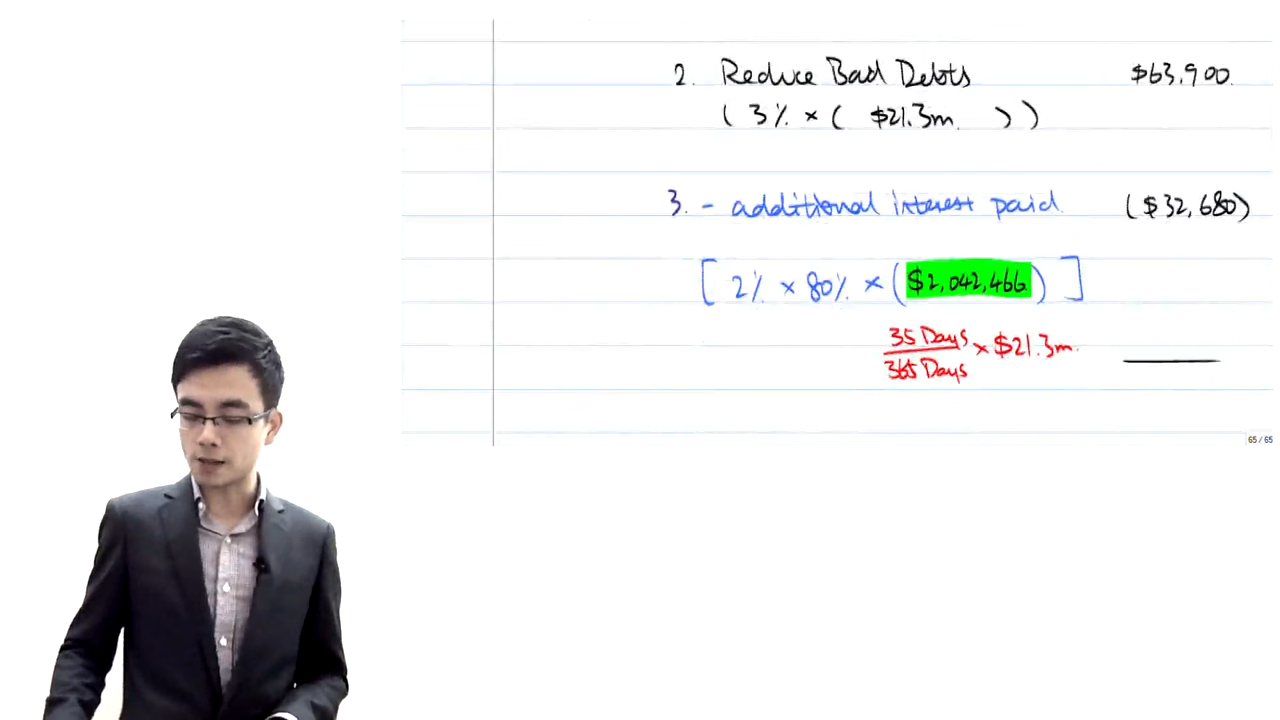 2. Reduce Bad Debts $63,900.
( 3% × ( $21.3m. ) )
3. - additional interest paid. ($32,680)
[ 2% × 80% × ( $2,042,466. ) ]
35 Days × $21.3m.
365 Days
65 / 65